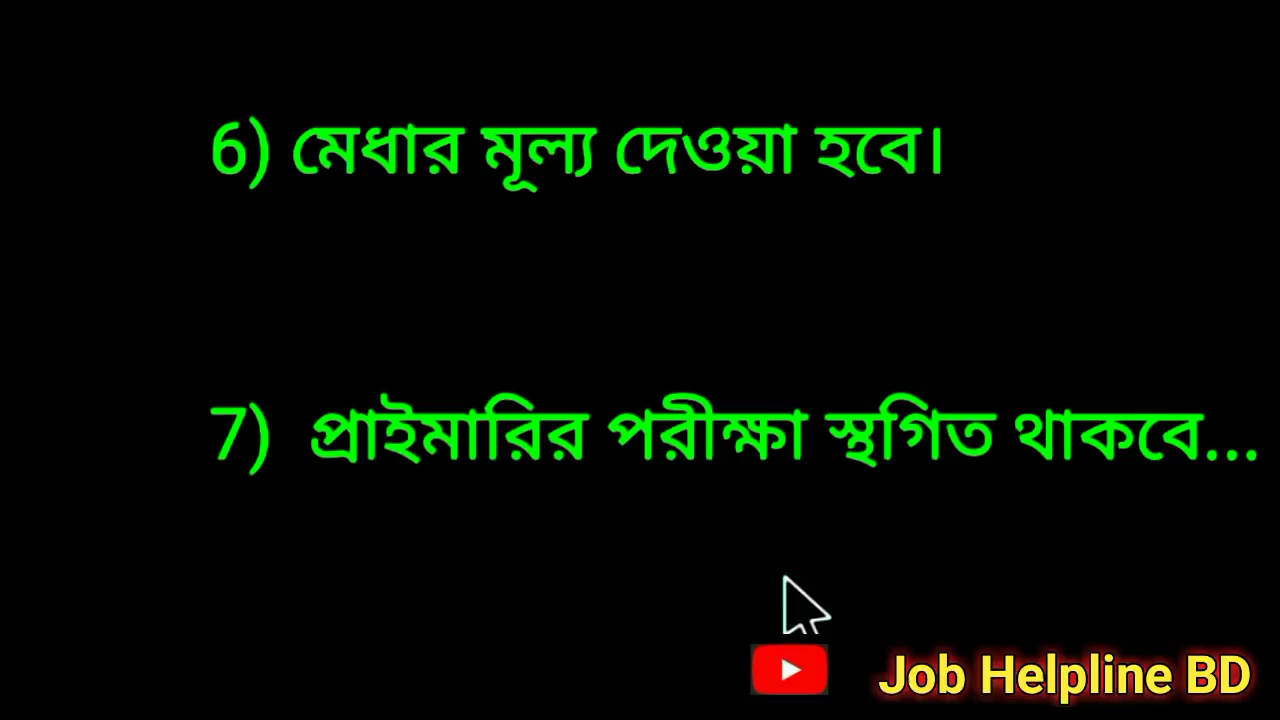 6) মেধার মূল্য দেওয়া হবে।
7) প্রাইমারির পরীক্ষা স্থগিত থাকবে...
Job Helpline BD